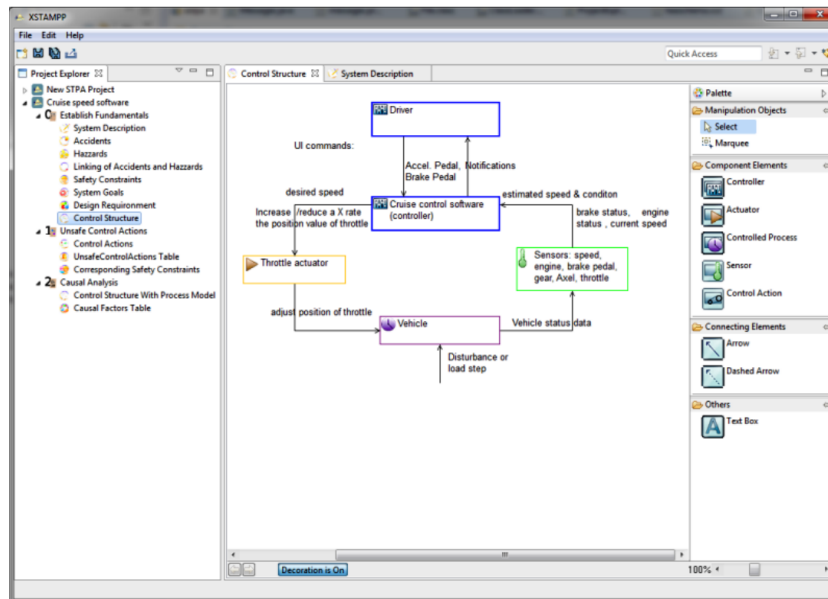 XSTAMPP
File Edit Help
Quick Access
Project Explorer
New STPA Project
Cruise speed software
0 Establish Fundamentals
System Description
Accidents
Hazzards
Linking of Accidents and Hazzards
Safety Constraints
System Goals
Design Requirement
Control Structure
1 Unsafe Control Actions
Control Actions
UnsafeControlActions Table
Corresponding Safety Constraints
2 Causal Analysis
Control Structure With Process Model
Causal Factors Table
Control Structure
System Description
Driver
UI commands:
Accel. Pedal, Notifications
Brake Pedal
desired speed
estimated speed & conditon
Increase /reduce a X rate
the position value of throttle
Cruise control software
(controller)
brake status, engine
status , current speed
Throttle actuator
Sensors: speed,
engine, brake pedal,
gear, Axel, throttle
adjust position of throttle
Vehicle
Vehicle status data
Disturbance or
load step
Decoration is On
100%
Palette
Manipulation Objects
Select
Marquee
Component Elements
Controller
Actuator
Controlled Process
Sensor
Control Action
Connecting Elements
Arrow
Dashed Arrow
Others
Text Box